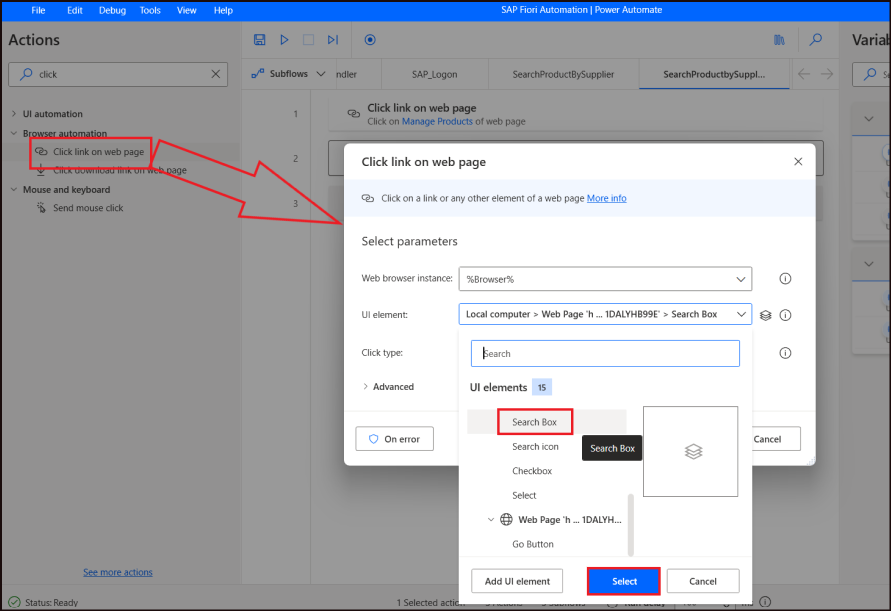 File Edit Debug Tools View Help SAP Fiori Automation | Power Automate
Actions
click
UI automation
Browser automation
Click link on web page
Click download link on web page
Mouse and keyboard
Send mouse click
See more actions
Subflows ndler SAP_Logon SearchProductBySupplier SearchProductbySuppl...
Variab
1
Click link on web page
Click on Manage Products of web page
2
3
Click link on web page
Click on a link or any other element of a web page More info
Select parameters
Web browser instance: %Browser%
UI element: Local computer > Web Page 'h ... 1DALYHB99E' > Search Box
Click type:
Search
Advanced
UI elements 15
Search Box
Search icon
Search Box
Checkbox
Select
Web Page 'h ... 1DALYH...
Go Button
On error
Cancel
Add UI element Select Cancel
Status: Ready 1 Selected action